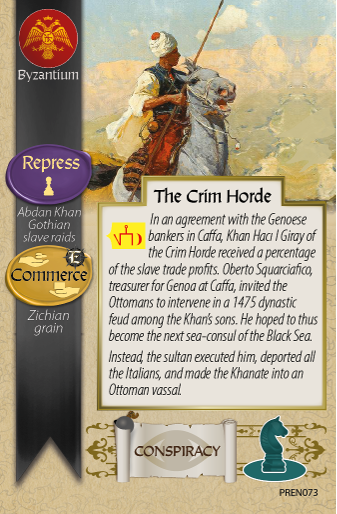 Byzantium
Repress
Abdan Khan
Gothian
slave raids
E
Commerce
Zichian
grain
The Crim Horde
In an agreement with the Genoese
bankers in Caffa, Khan Hacı I Giray of
the Crim Horde received a percentage
of the slave trade profits. Oberto Squarciafico,
treasurer for Genoa at Caffa, invited the
Ottomans to intervene in a 1475 dynastic
feud among the Khan's sons. He hoped to thus
become the next sea-consul of the Black Sea.
Instead, the sultan executed him, deported all
the Italians, and made the Khanate into an
Ottoman vassal.
CONSPIRACY
PREN073